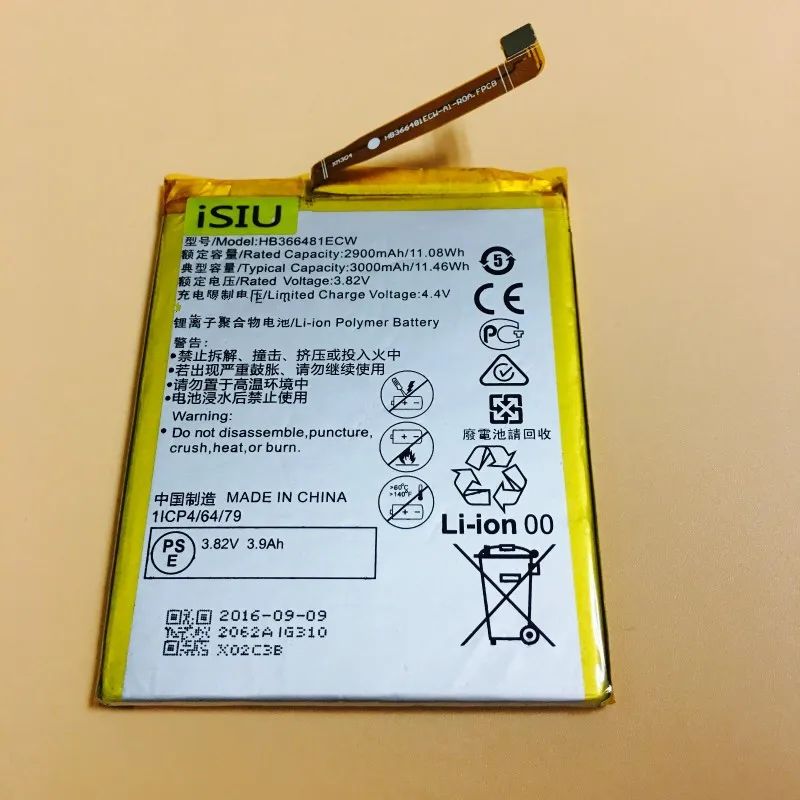 HB366481ECW-A1-R0A.FPCB
XM304
iSIU
型号/Model:HB366481ECW
额定容量/Rated Capacity:2900mAh/11.08Wh
典型容量/Typical Capacity:3000mAh/11.46Wh
额定电压/Rated Voltage:3.82V
充电限制电压/Limited Charge Voltage:4.4V
锂离子聚合物电池/Li-ion Polymer Battery
警告:
•禁止拆解、撞击、挤压或投入火中
•若出现严重鼓胀、请勿继续使用
•请勿置于高温环境中
•电池浸水后禁止使用
Warning:
• Do not disassemble,puncture,
crush,heat,or burn.
5
CE
PCT
廢電池請回收
>60°C
>140°F
中国制造 MADE IN CHINA
1ICP4/64/79
Li-ion 00
PS
E
3.82V 3.9Ah
2016-09-09
2062A1G310
X02C3B